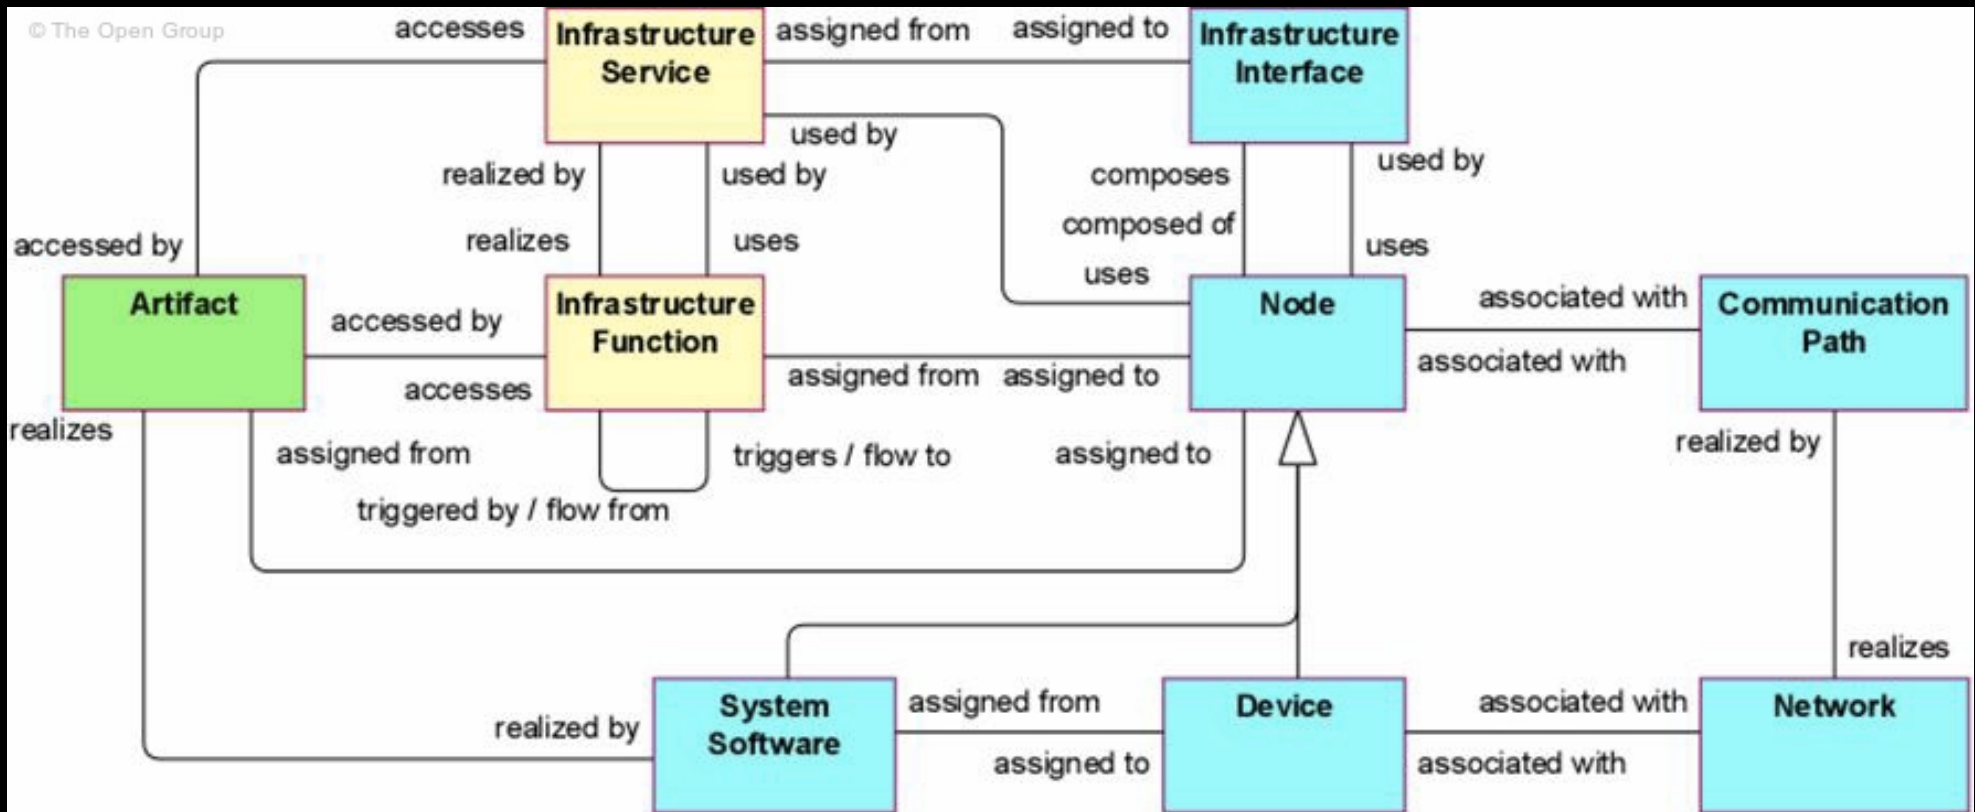 © The Open Group
accesses
Infrastructure
Service
assigned from
assigned to
Infrastructure
Interface
used by
realized by
used by
composes
used by
realizes
uses
composed of
uses
uses
accessed by
Artifact
accessed by
Infrastructure
Function
Node
associated with
Communication
Path
accesses
assigned from
assigned to
associated with
realizes
assigned from
triggers / flow to
assigned to
realized by
triggered by / flow from
realizes
realized by
System
Software
assigned from
assigned to
Device
associated with
associated with
Network